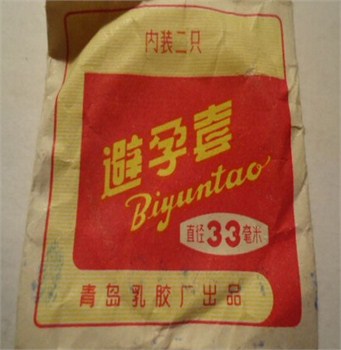 内装二只
避孕套
Biyuntao
直径33毫米
青岛乳胶厂出品